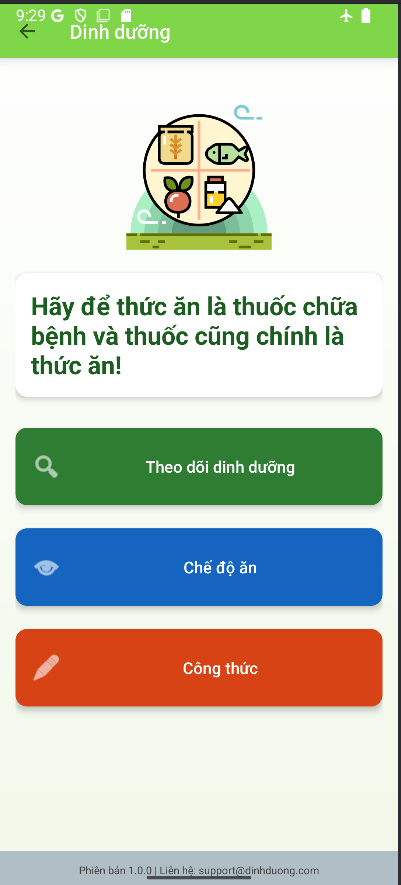 9:29
Dinh dưỡng
Hãy để thức ăn là thuốc chữa
bệnh và thuốc cũng chính là
thức ăn!
Theo dõi dinh dưỡng
Chế độ ăn
Công thức
Phiên bản 1.0.0 | Liên hệ: support@dinhduong.com